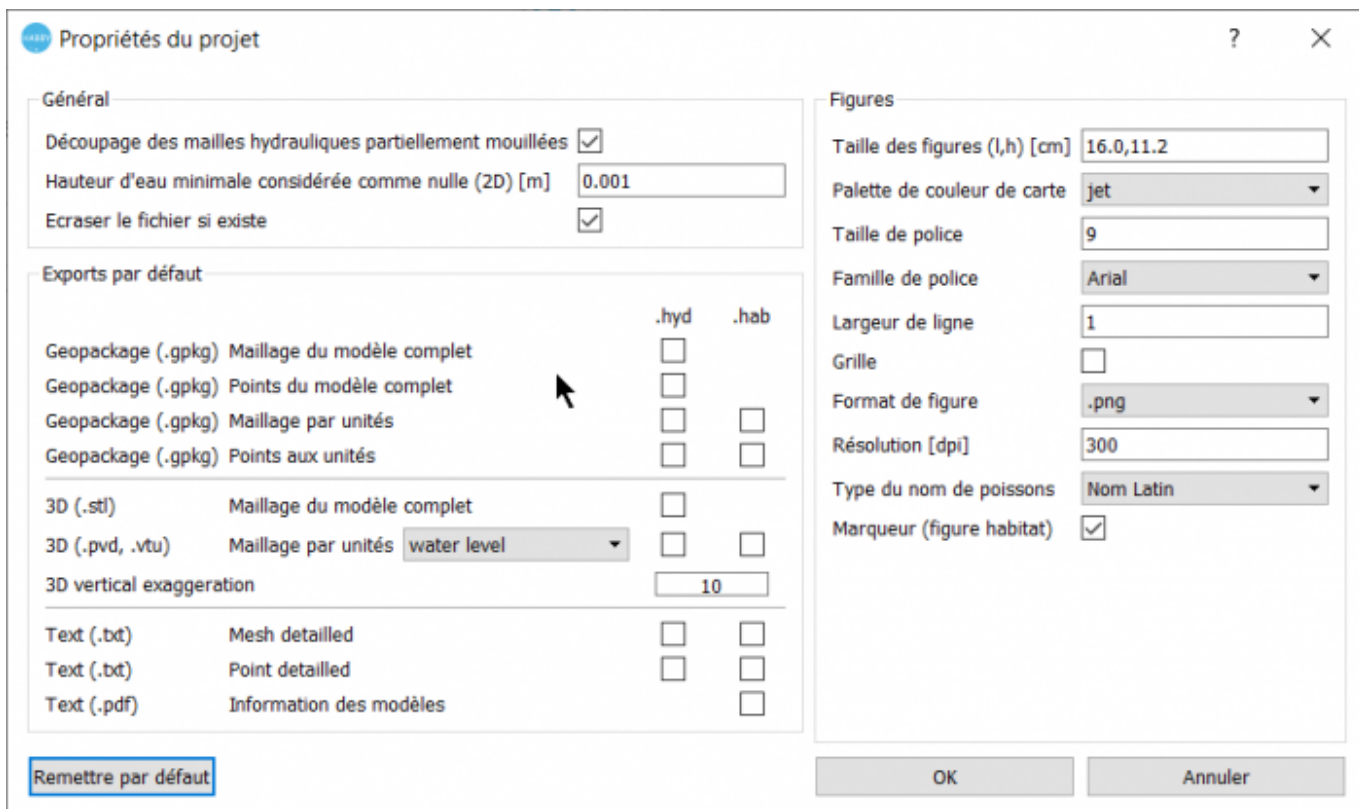 HABBY
Propriétés du projet
?
Général
Découpage des mailles hydrauliques partiellement mouillées
Hauteur d'eau minimale considérée comme nulle (2D) [m] 0.001
Ecraser le fichier si existe
Exports par défaut
.hyd .hab
Geopackage (.gpkg) Maillage du modèle complet
Geopackage (.gpkg) Points du modèle complet
Geopackage (.gpkg) Maillage par unités
Geopackage (.gpkg) Points aux unités
3D (.stl) Maillage du modèle complet
3D (.pvd, .vtu) Maillage par unités water level
3D vertical exaggeration 10
Text (.txt) Mesh detailled
Text (.txt) Point detailled
Text (.pdf) Information des modèles
Figures
Taille des figures (l,h) [cm] 16.0,11.2
Palette de couleur de carte jet
Taille de police 9
Famille de police Arial
Largeur de ligne 1
Grille
Format de figure .png
Résolution [dpi] 300
Type du nom de poissons Nom Latin
Marqueur (figure habitat)
Remettre par défaut OK Annuler